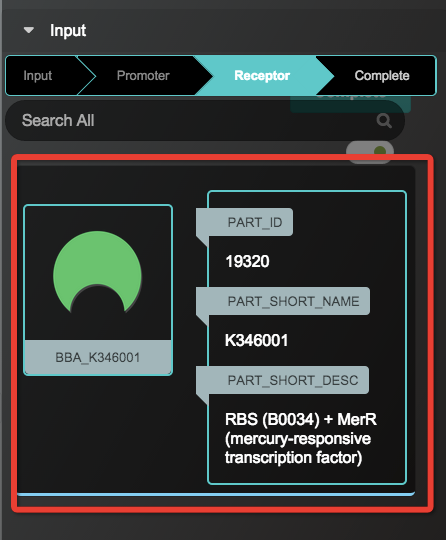 Input
Input Promoter Receptor Complete
Complete
Search All
BBA_K346001
PART_ID
19320
PART_SHORT_NAME
K346001
PART_SHORT_DESC
RBS (B0034) + MerR
(mercury-responsive
transcription factor)